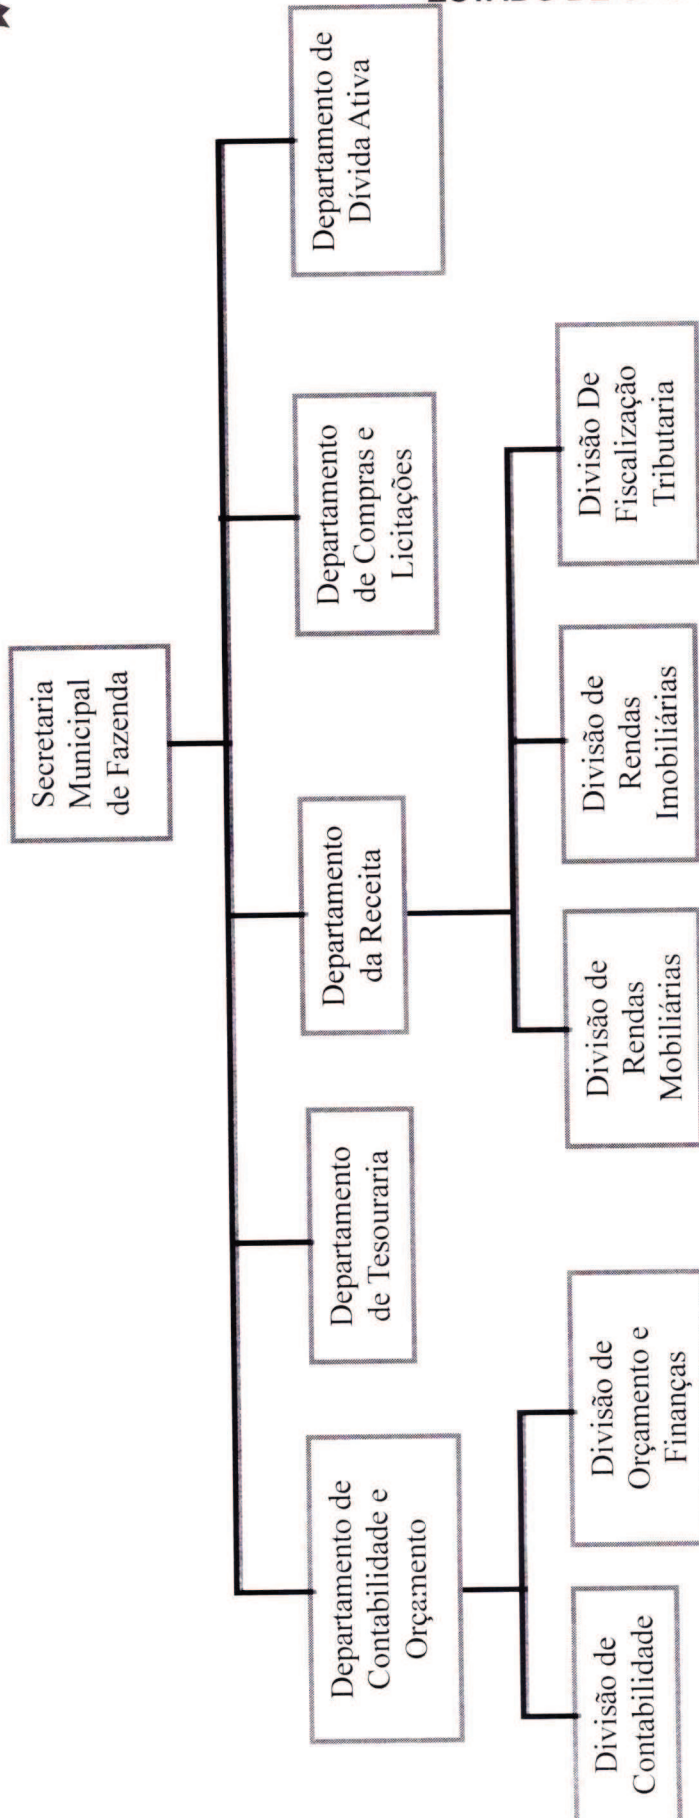 Secretaria
Municipal
de Fazenda
Departamento de
Contabilidade e
Orçamento
Departamento
de Tesouraria
Departamento
da Receita
Departamento
de Compras e
Licitações
Departamento de
Dívida Ativa
Divisão de
Contabilidade
Divisão de
Orçamento e
Finanças
Divisão de
Rendas
Mobiliárias
Divisão de
Rendas
Imobiliárias
Divisão De
Fiscalização
Tributaria